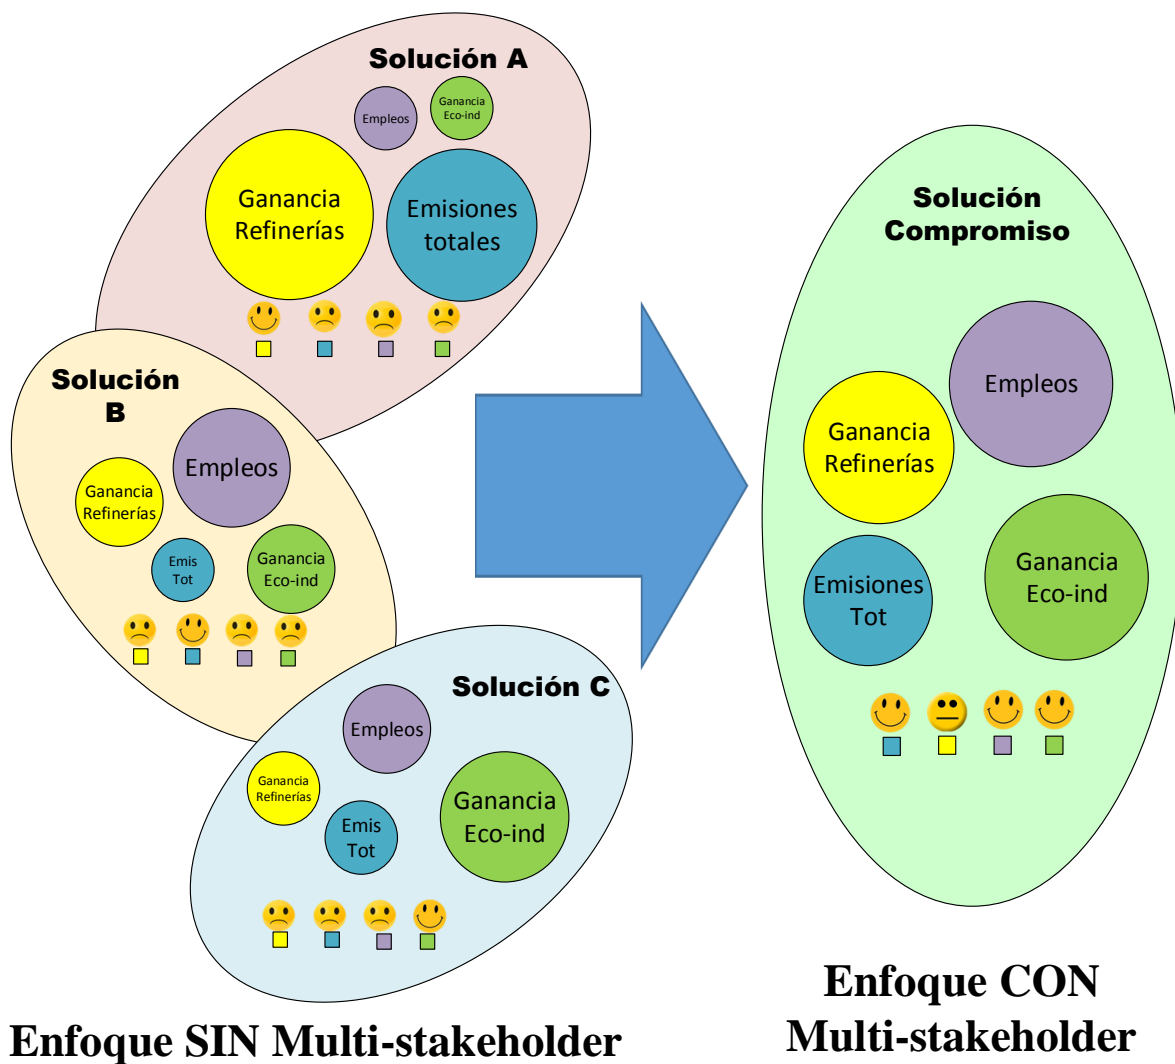 Solución A
Empleos
Ganancia
Eco-ind
Ganancia
Refinerías
Emisiones
totales
Solución
B
Empleos
Ganancia
Refinerías
Emis
Tot
Ganancia
Eco-ind
Solución C
Empleos
Ganancia
Refinerías
Emis
Tot
Ganancia
Eco-ind
Enfoque SIN Multi-stakeholder
Solución
Compromiso
Empleos
Ganancia
Refinerías
Ganancia
Eco-ind
Emisiones
Tot
Enfoque CON
Multi-stakeholder